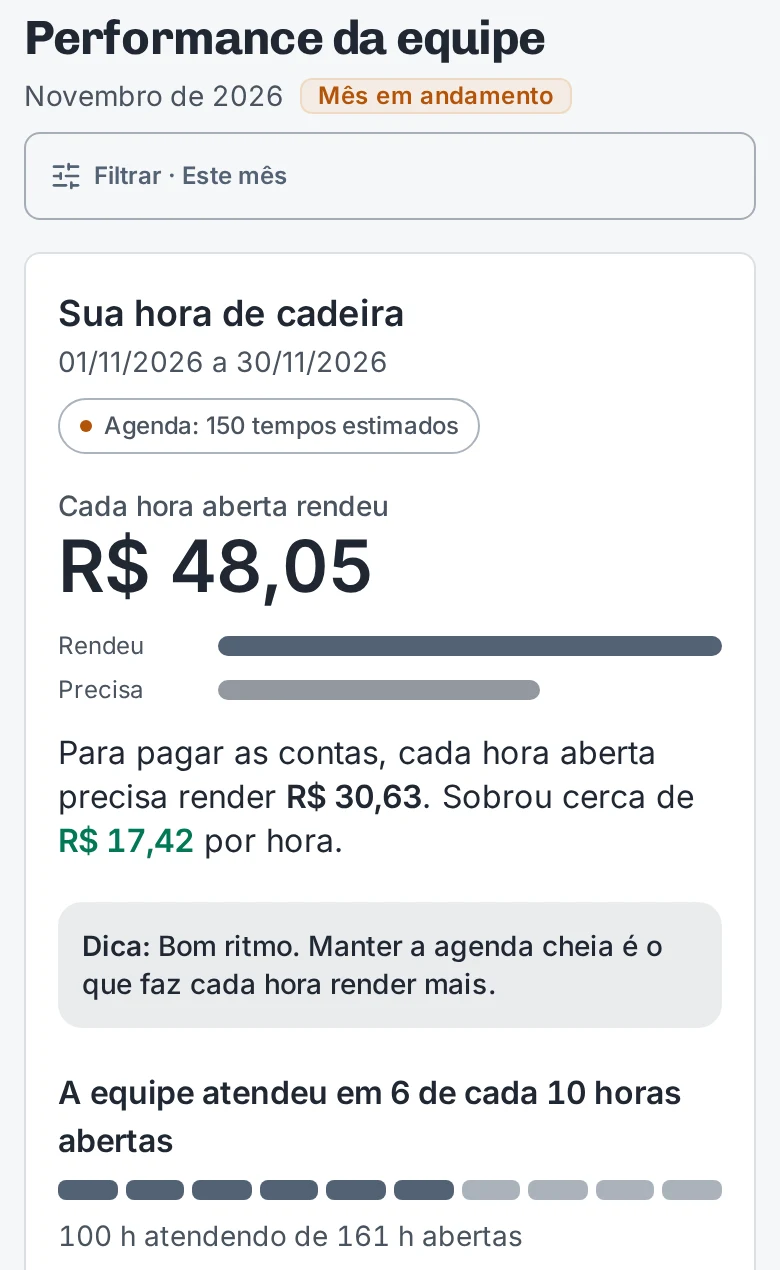 Performance da equipe
Novembro de 2026 Mês em andamento
Filtrar · Este mês
Sua hora de cadeira
01/11/2026 a 30/11/2026
Agenda: 150 tempos estimados
Cada hora aberta rendeu
R$ 48,05
Rendeu
Precisa
Para pagar as contas, cada hora aberta
precisa render R$ 30,63. Sobrou cerca de
R$ 17,42 por hora.
Dica: Bom ritmo. Manter a agenda cheia é o
que faz cada hora render mais.
A equipe atendeu em 6 de cada 10 horas
abertas
100 h atendendo de 161 h abertas